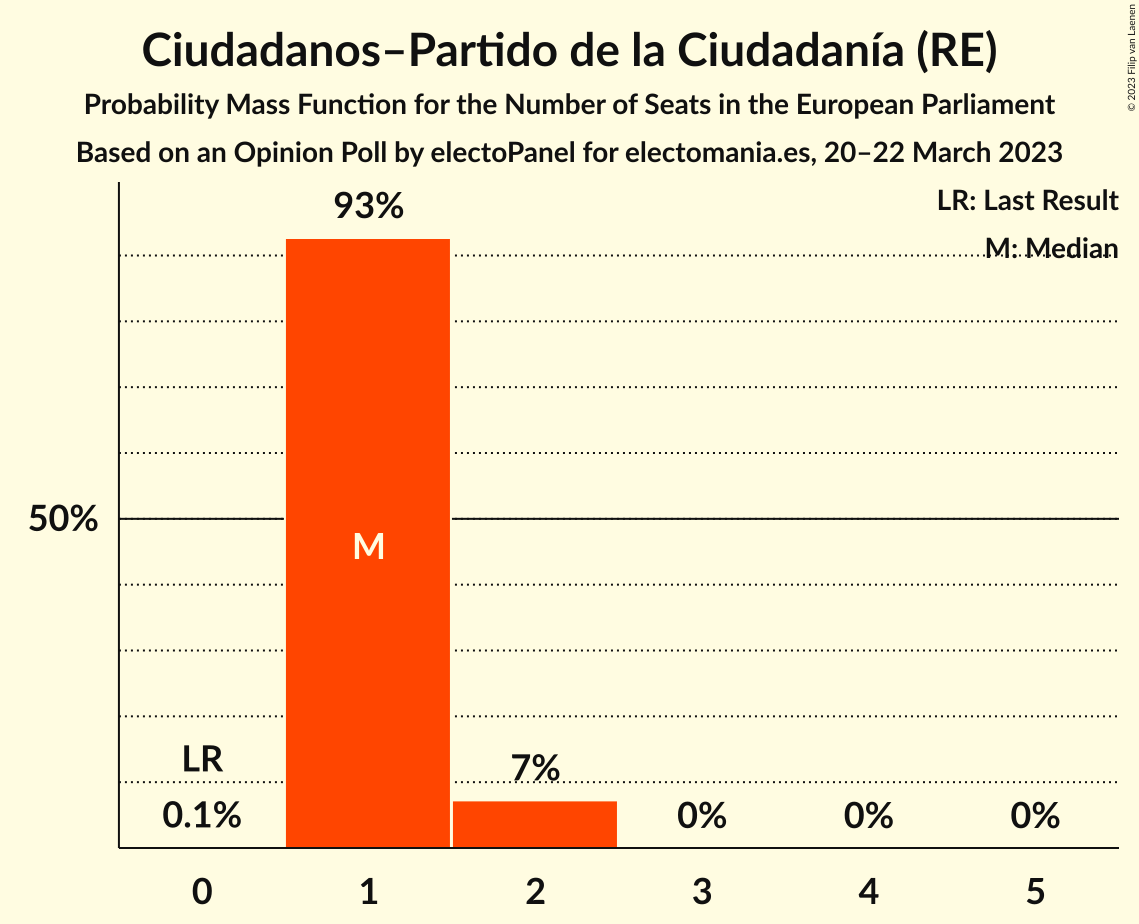 Ciudadanos–Partido de la Ciudadanía (RE)
Probability Mass Function for the Number of Seats in the European Parliament
Based on an Opinion Poll by electoPanel for electomania.es, 20–22 March 2023
© 2023 Filip van Laenen
LR: Last Result
M: Median
93%
50%
M
LR
0.1%
7%
0%
0%
0%
0
1
2
3
4
5